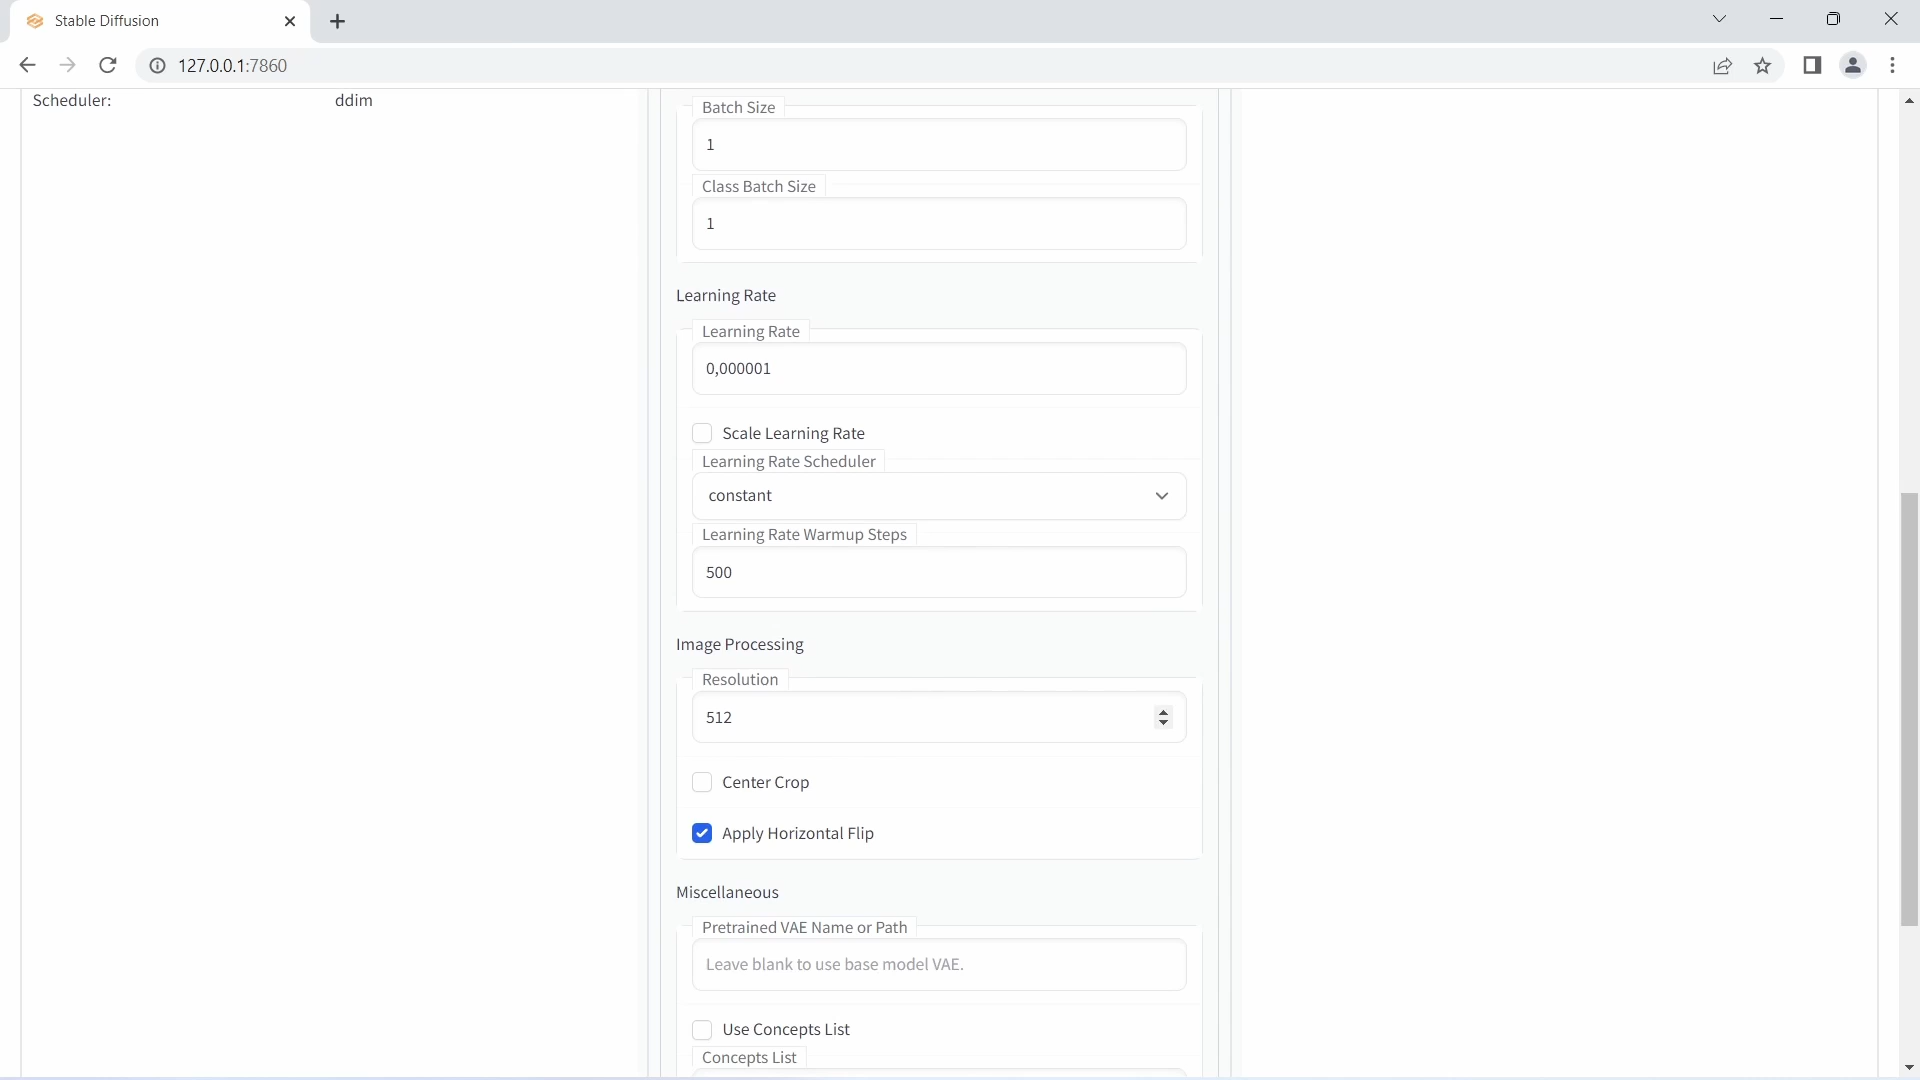 Stable Diffusion
127.0.0.1:7860
Scheduler: ddim
Batch Size
1
Class Batch Size
1
Learning Rate
Learning Rate
0,000001
Scale Learning Rate
Learning Rate Scheduler
constant
Learning Rate Warmup Steps
500
Image Processing
Resolution
512
Center Crop
Apply Horizontal Flip
Miscellaneous
Pretrained VAE Name or Path
Leave blank to use base model VAE.
Use Concepts List
Concepts List